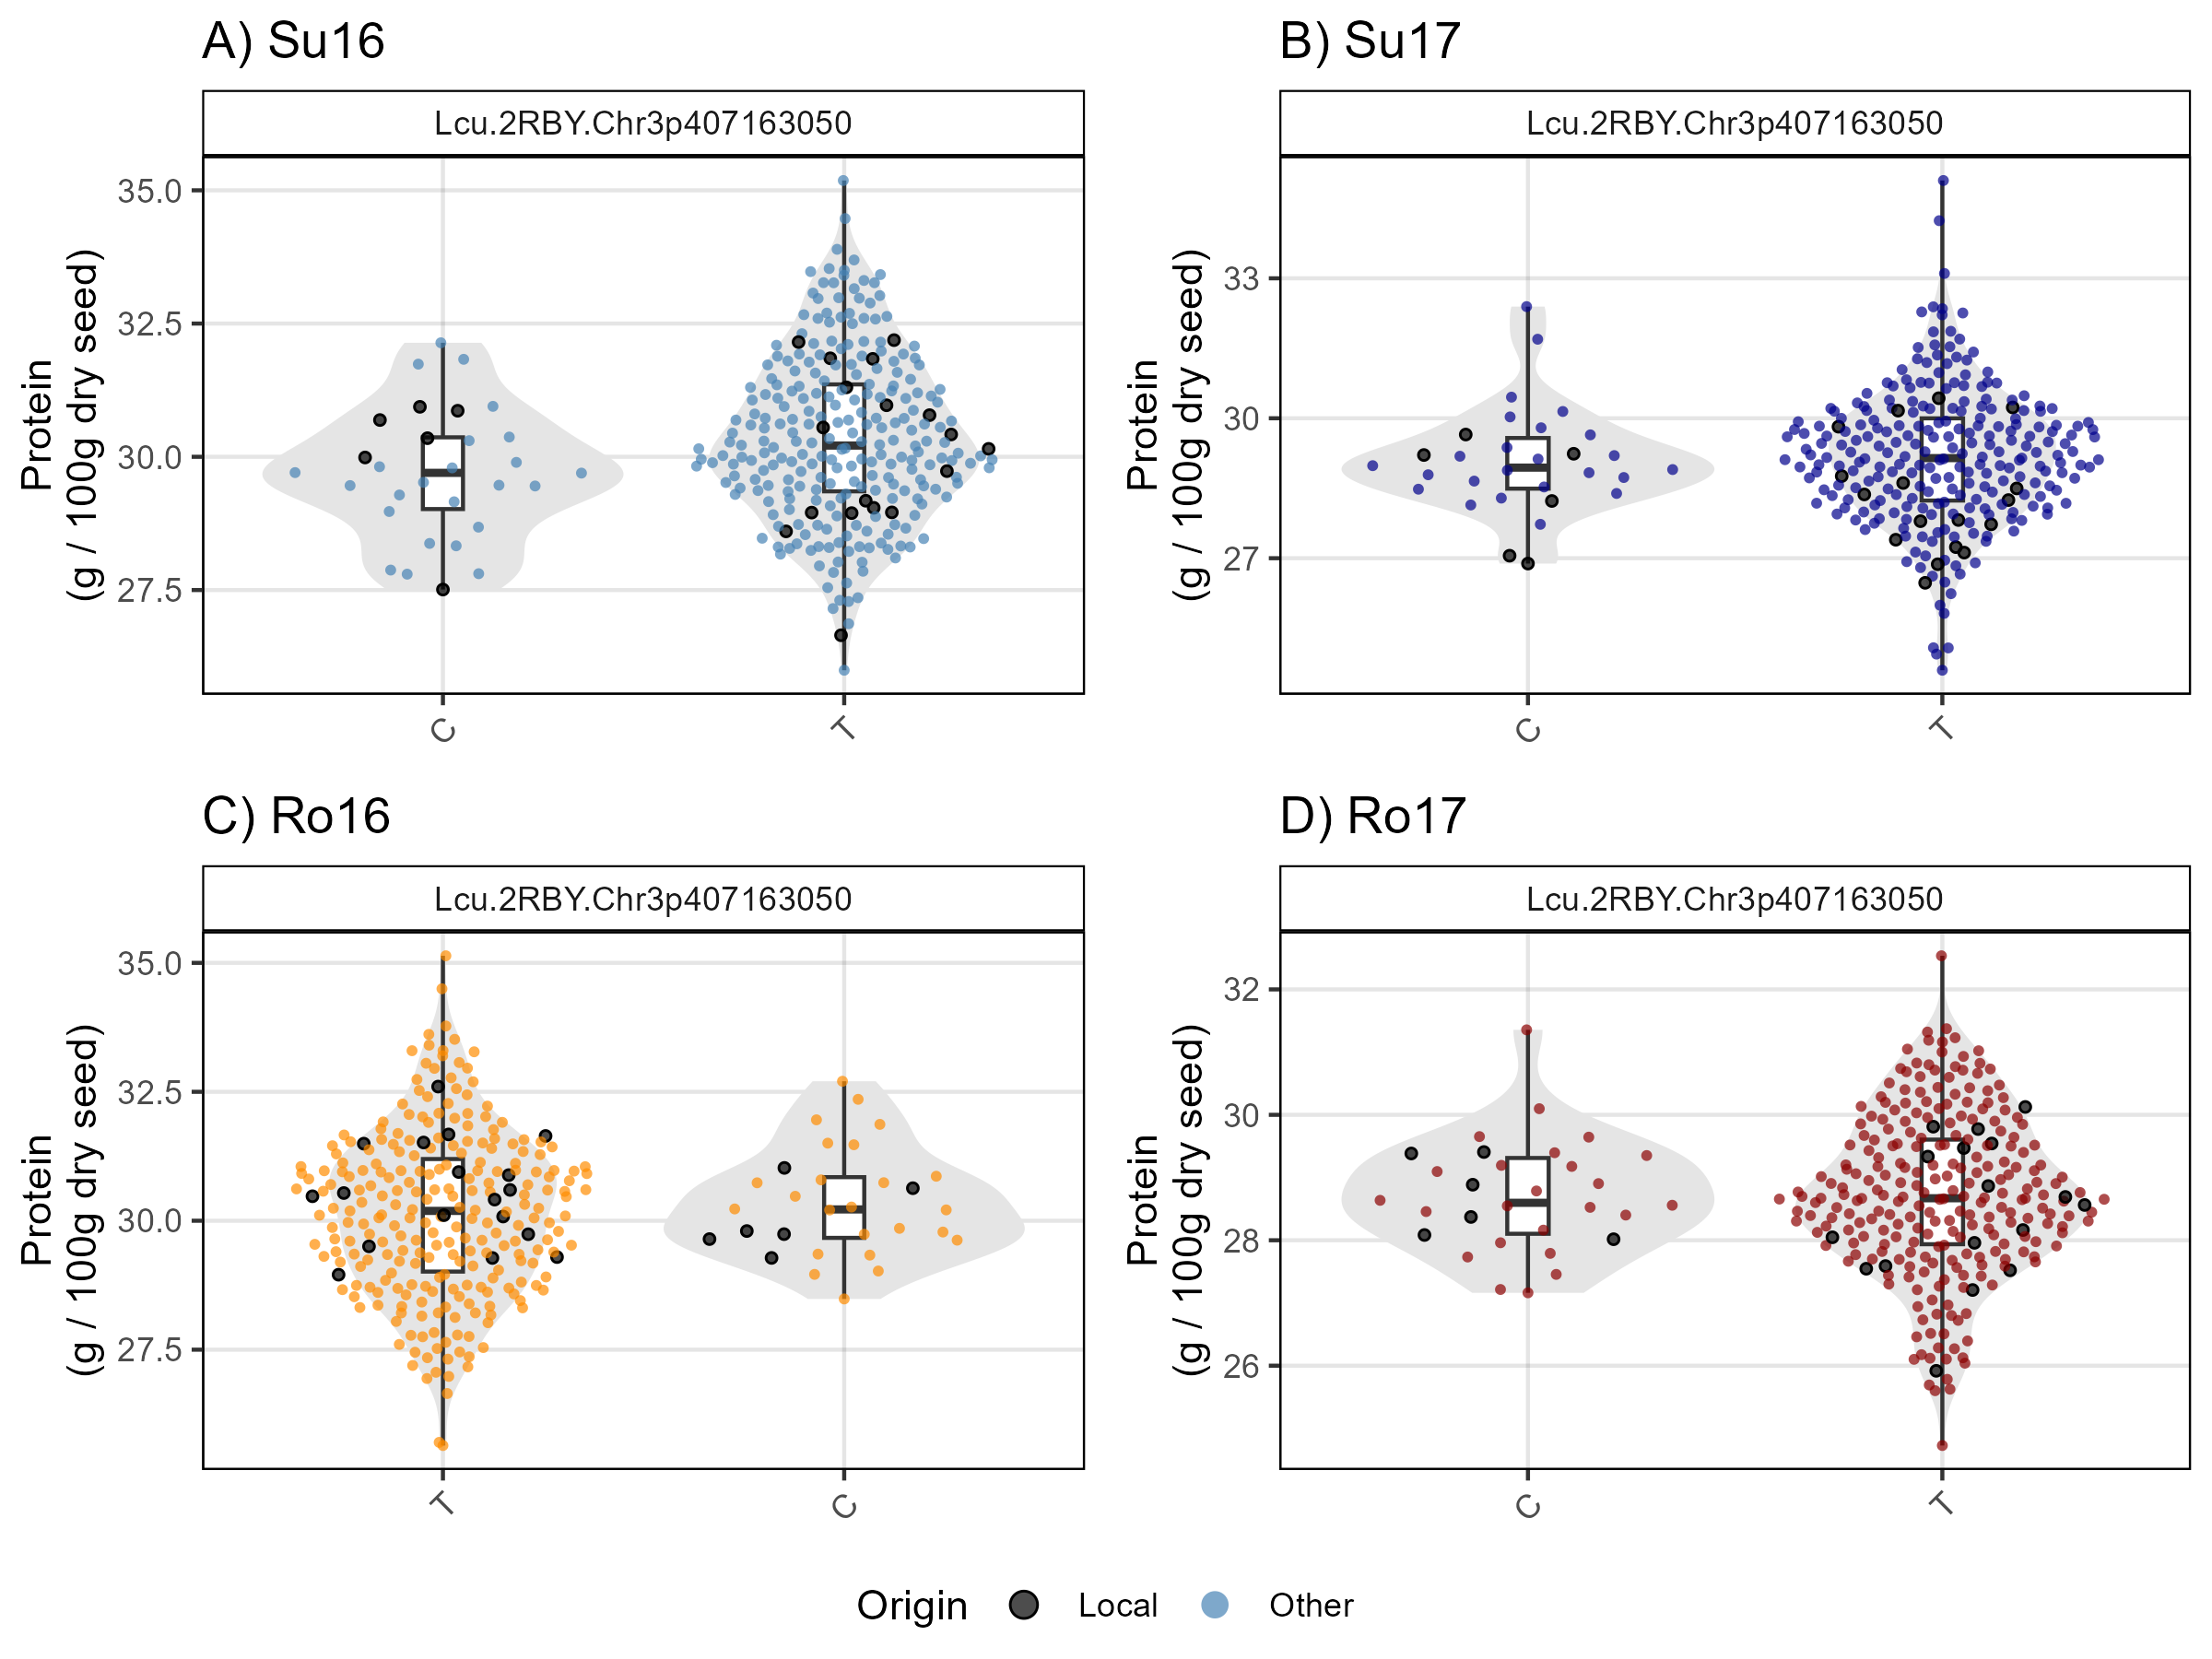 A) Su16
Lcu.2RBY.Chr3p407163050
Protein
(g / 100g dry seed)
35.0
32.5
30.0
27.5
C
T
B) Su17
Lcu.2RBY.Chr3p407163050
Protein
(g / 100g dry seed)
33
30
27
C
T
C) Ro16
Lcu.2RBY.Chr3p407163050
Protein
(g / 100g dry seed)
35.0
32.5
30.0
27.5
T
C
D) Ro17
Lcu.2RBY.Chr3p407163050
Protein
(g / 100g dry seed)
32
30
28
26
C
T
Origin Local Other